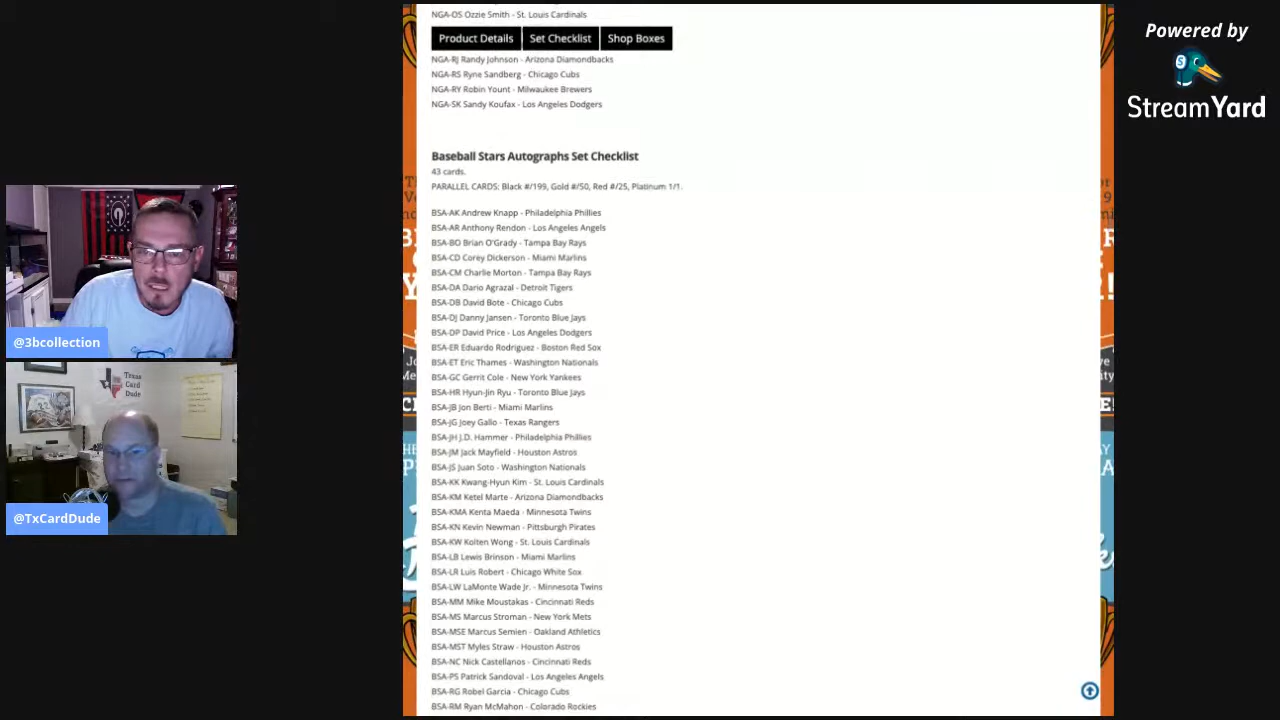 NGA-OS Ozzie Smith - St. Louis Cardinals
Product Details
Set Checklist
Shop Boxes
NGA-RJ Randy Johnson - Arizona Diamondbacks
NGA-RS Ryne Sandberg - Chicago Cubs
NGA-RY Robin Yount - Milwaukee Brewers
NGA-SK Sandy Koufax - Los Angeles Dodgers
Baseball Stars Autographs Set Checklist
43 cards.
PARALLEL CARDS: Black #/199, Gold #/50, Red #/25, Platinum 1/1.
BSA-AK Andrew Knapp - Philadelphia Phillies
BSA-AR Anthony Rendon - Los Angeles Angels
BSA-BO Brian O'Grady - Tampa Bay Rays
BSA-CD Corey Dickerson - Miami Marlins
BSA-CM Charlie Morton - Tampa Bay Rays
BSA-DA Dario Agrazal - Detroit Tigers
BSA-DB David Bote - Chicago Cubs
BSA-DJ Danny Jansen - Toronto Blue Jays
BSA-DP David Price - Los Angeles Dodgers
BSA-ER Eduardo Rodriguez - Boston Red Sox
BSA-ET Eric Thames - Washington Nationals
BSA-GC Gerrit Cole - New York Yankees
BSA-HR Hyun-Jin Ryu - Toronto Blue Jays
BSA-JB Jon Berti - Miami Marlins
BSA-JG Joey Gallo - Texas Rangers
BSA-JH J.D. Hammer - Philadelphia Phillies
BSA-JM Jack Mayfield - Houston Astros
BSA-JS Juan Soto - Washington Nationals
BSA-KK Kwang-Hyun Kim - St. Louis Cardinals
BSA-KM Ketel Marte - Arizona Diamondbacks
BSA-KMA Kenta Maeda - Minnesota Twins
BSA-KN Kevin Newman - Pittsburgh Pirates
BSA-KW Kolten Wong - St. Louis Cardinals
BSA-LB Lewis Brinson - Miami Marlins
BSA-LR Luis Robert - Chicago White Sox
BSA-LW LaMonte Wade Jr. - Minnesota Twins
BSA-MM Mike Moustakas - Cincinnati Reds
BSA-MS Marcus Stroman - New York Mets
BSA-MSE Marcus Semien - Oakland Athletics
BSA-MST Myles Straw - Houston Astros
BSA-NC Nick Castellanos - Cincinnati Reds
BSA-PS Patrick Sandoval - Los Angeles Angels
BSA-RG Robel Garcia - Chicago Cubs
BSA-RM Ryan McMahon - Colorado Rockies
Powered by
StreamYard
@3bcollection
Texas
Card
Dude
@TxCardDude